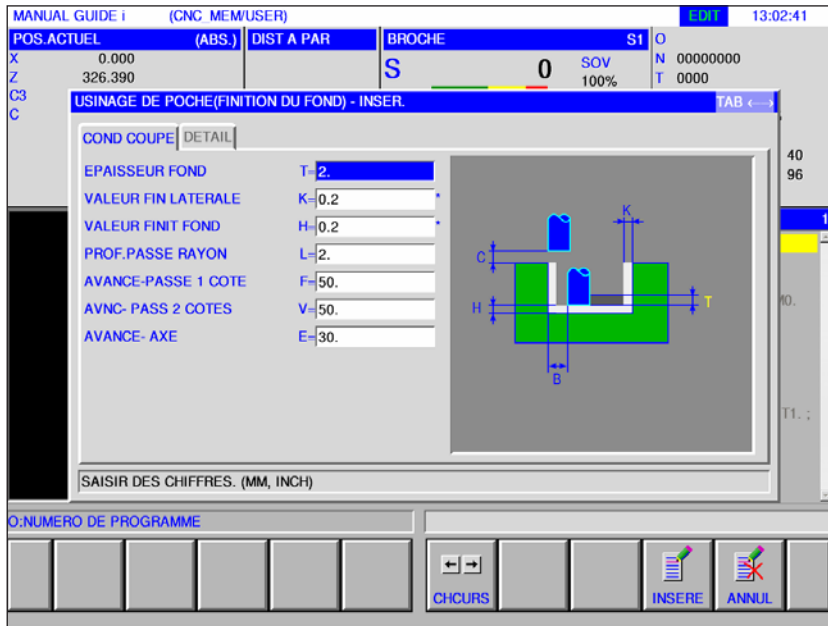 MANUAL GUIDE i (CNC_MEM/USER) EDIT 13:02:41
POS.ACTUEL (ABS.) DIST A PAR BROCHE S1 O
X 0.000 N 00000000
Z 326.390 S 0 SOV 100% T 0000
C3
C
USINAGE DE POCHE(FINITION DU FOND) - INSER. TAB ←→
COND COUPE DETAIL
EPAISSEUR FOND T=2.
VALEUR FIN LATERALE K=0.2 *
VALEUR FINIT FOND H=0.2 *
PROF.PASSE RAYON L=2.
AVANCE-PASSE 1 COTE F=50.
AVNC- PASS 2 COTES V=50.
AVANCE- AXE E=30.
K
C
H
T
B
40
96
1
M0.
T1. ;
SAISIR DES CHIFFRES. (MM, INCH)
O:NUMERO DE PROGRAMME
←→
CHCURS INSERE ANNUL